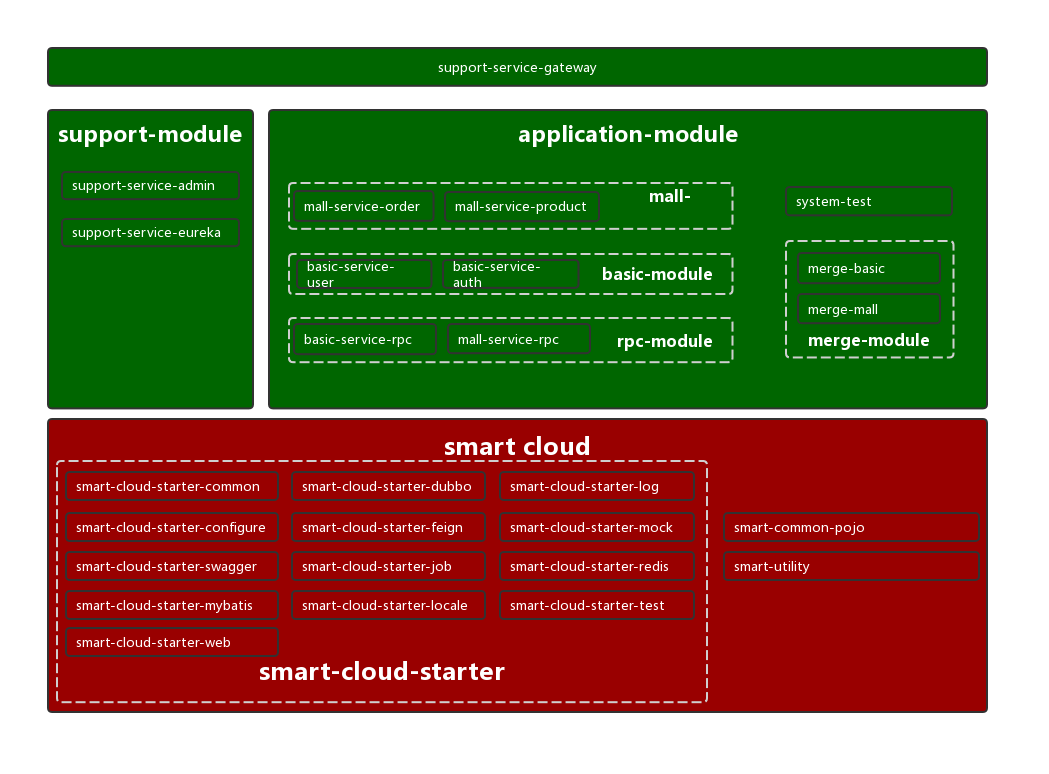 support-service-gateway
support-module
support-service-admin
support-service-eureka
application-module
mall-service-order
mall-service-product
mall-
basic-service-
user
basic-service-
auth
basic-module
basic-service-rpc
mall-service-rpc
rpc-module
system-test
merge-basic
merge-mall
merge-module
smart cloud
smart-cloud-starter-common
smart-cloud-starter-dubbo
smart-cloud-starter-log
smart-cloud-starter-configure
smart-cloud-starter-feign
smart-cloud-starter-mock
smart-cloud-starter-swagger
smart-cloud-starter-job
smart-cloud-starter-redis
smart-cloud-starter-mybatis
smart-cloud-starter-locale
smart-cloud-starter-test
smart-cloud-starter-web
smart-cloud-starter
smart-common-pojo
smart-utility